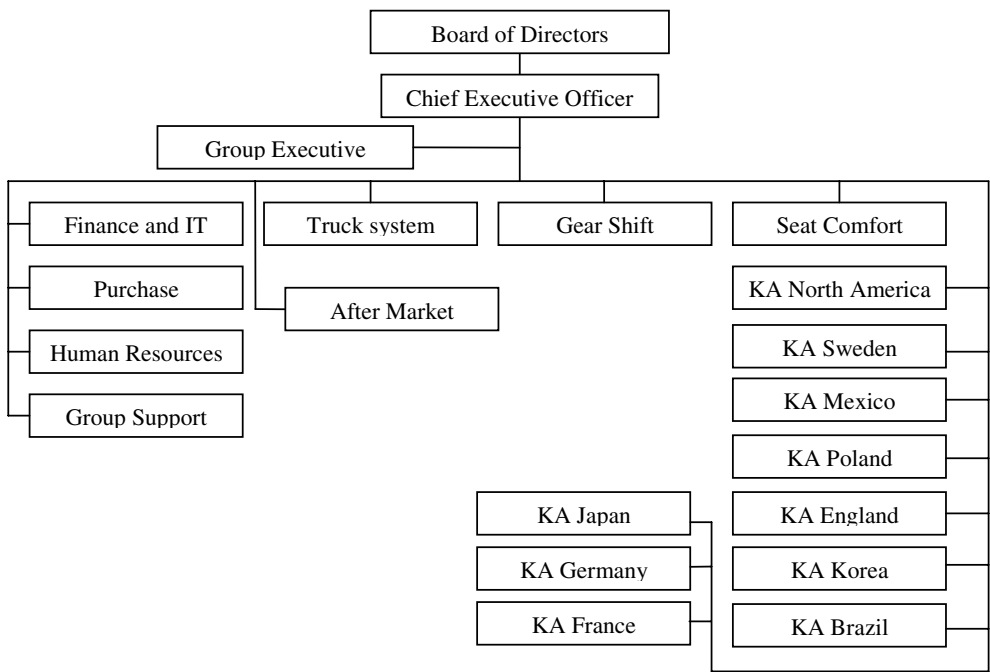 Board of Directors
Chief Executive Officer
Group Executive
Finance and IT
Truck system
Gear Shift
Seat Comfort
Purchase
After Market
KA North America
Human Resources
KA Sweden
Group Support
KA Mexico
KA Poland
KA Japan
KA England
KA Germany
KA Korea
KA France
KA Brazil